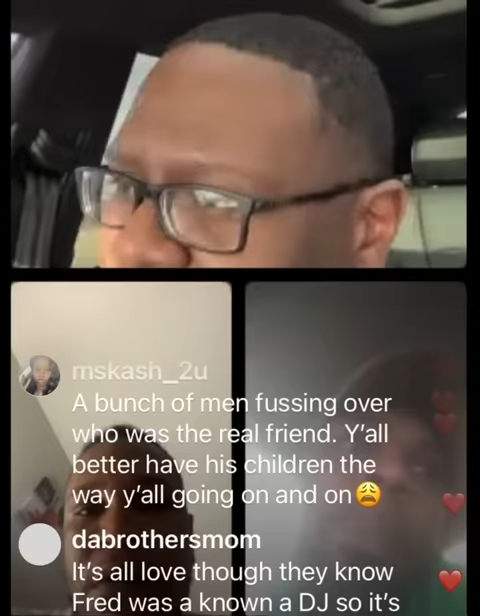 mskash_2u
A bunch of men fussing over
who was the real friend. Y'all
better have his children the
way y'all going on and on😩
dabrothersmom
It's all love though they know
Fred was a known a DJ so it's